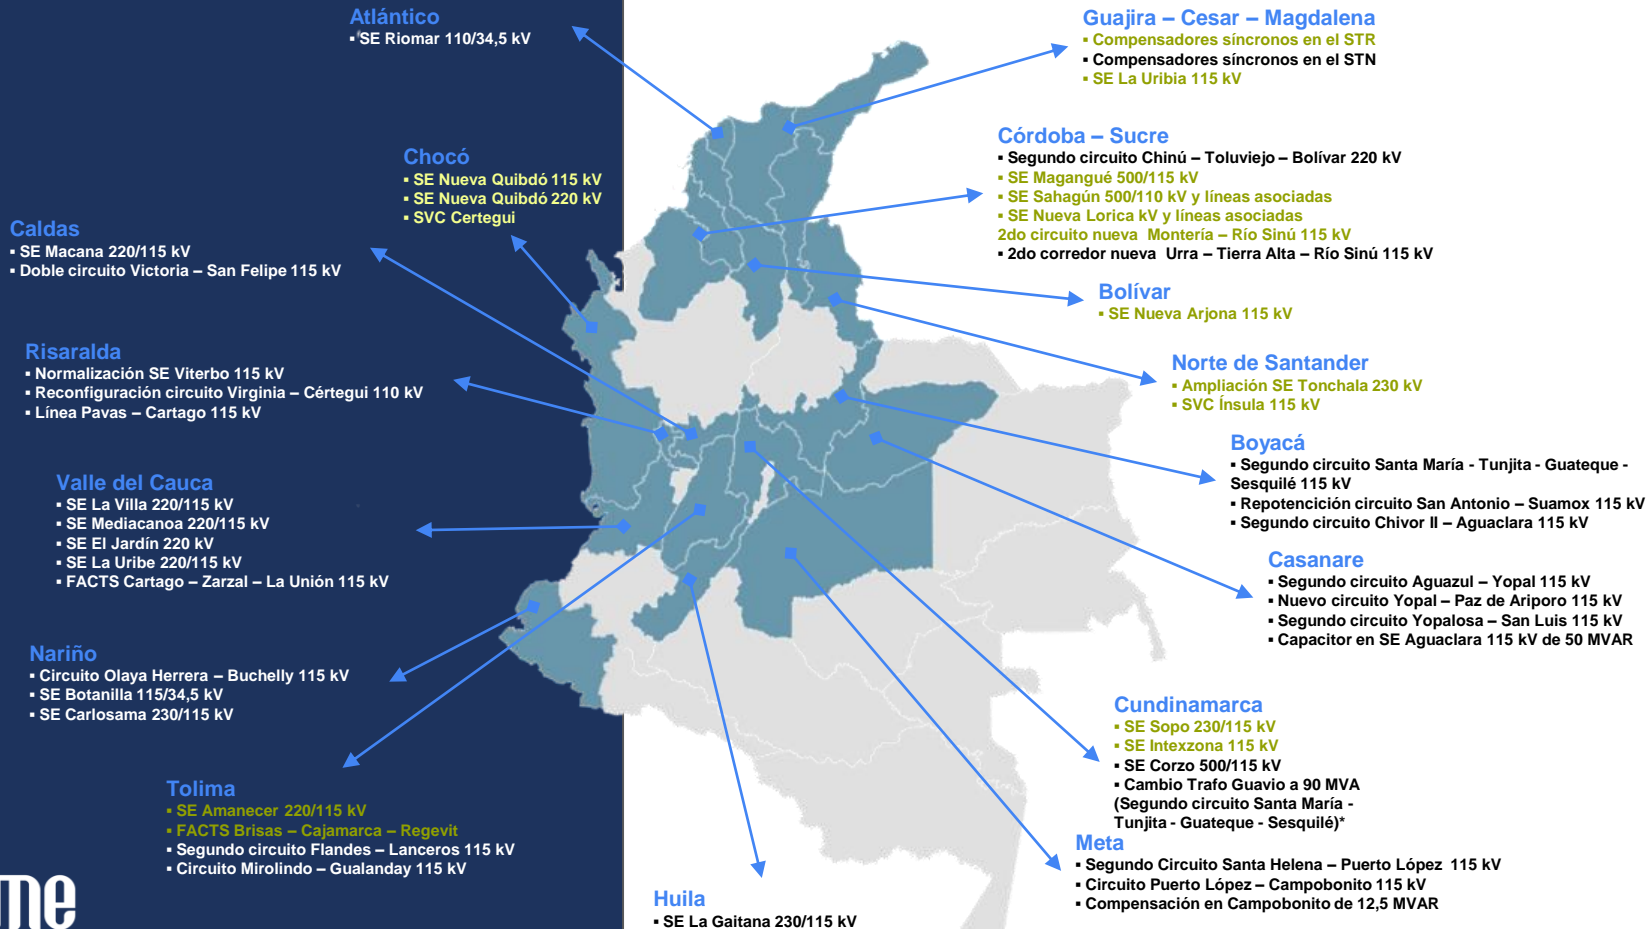 Atlántico
▪ SE Riomar 110/34,5 kV
Chocó
▪ SE Nueva Quibdó 115 kV
▪ SE Nueva Quibdó 220 kV
▪ SVC Certegui
Caldas
▪ SE Macana 220/115 kV
▪ Doble circuito Victoria – San Felipe 115 kV
Risaralda
▪ Normalización SE Viterbo 115 kV
▪ Reconfiguración circuito Virginia – Cértegui 110 kV
▪ Línea Pavas – Cartago 115 kV
Valle del Cauca
▪ SE La Villa 220/115 kV
▪ SE Mediacanoa 220/115 kV
▪ SE El Jardín 220 kV
▪ SE La Uribe 220/115 kV
▪ FACTS Cartago – Zarzal – La Unión 115 kV
Nariño
▪ Circuito Olaya Herrera – Buchelly 115 kV
▪ SE Botanilla 115/34,5 kV
▪ SE Carlosama 230/115 kV
Tolima
▪ SE Amanecer 220/115 kV
▪ FACTS Brisas – Cajamarca – Regevit
▪ Segundo circuito Flandes – Lanceros 115 kV
▪ Circuito Mirolindo – Gualanday 115 kV
me
Huila
▪ SE La Gaitana 230/115 kV
Guajira – Cesar – Magdalena
▪ Compensadores síncronos en el STR
▪ Compensadores síncronos en el STN
▪ SE La Uribia 115 kV
Córdoba – Sucre
▪ Segundo circuito Chinú – Toluviejo – Bolívar 220 kV
▪ SE Magangué 500/115 kV
▪ SE Sahagún 500/110 kV y líneas asociadas
▪ SE Nueva Lorica kV y líneas asociadas
2do circuito nueva Montería – Río Sinú 115 kV
▪ 2do corredor nueva Urra – Tierra Alta – Río Sinú 115 kV
Bolívar
▪ SE Nueva Arjona 115 kV
Norte de Santander
▪ Ampliación SE Tonchala 230 kV
▪ SVC Ínsula 115 kV
Boyacá
▪ Segundo circuito Santa María - Tunjita - Guateque -
Sesquilé 115 kV
▪ Repotencición circuito San Antonio – Suamox 115 kV
▪ Segundo circuito Chivor II – Aguaclara 115 kV
Casanare
▪ Segundo circuito Aguazul – Yopal 115 kV
▪ Nuevo circuito Yopal – Paz de Ariporo 115 kV
▪ Segundo circuito Yopalosa – San Luis 115 kV
▪ Capacitor en SE Aguaclara 115 kV de 50 MVAR
Cundinamarca
▪ SE Sopo 230/115 kV
▪ SE Intexzona 115 kV
▪ SE Corzo 500/115 kV
▪ Cambio Trafo Guavio a 90 MVA
(Segundo circuito Santa María -
Tunjita - Guateque - Sesquilé)*
Meta
▪ Segundo Circuito Santa Helena – Puerto López 115 kV
▪ Circuito Puerto López – Campobonito 115 kV
▪ Compensación en Campobonito de 12,5 MVAR